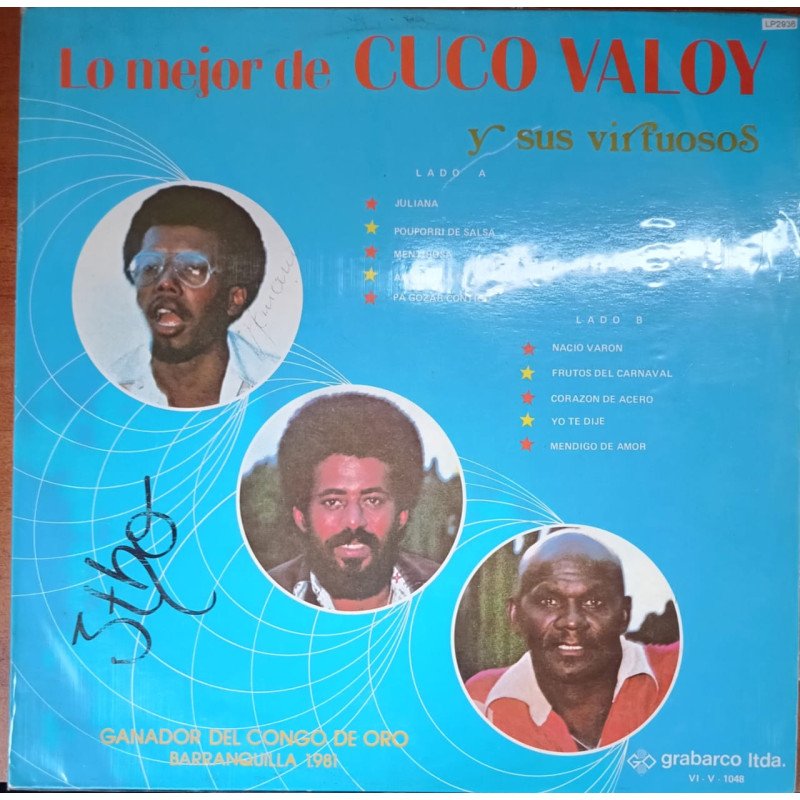 LP2936
Lo mejor de CUCO VALOY
y sus virtuosos
LADO A
JULIANA
POUPORRI DE SALSA
MENTIROSA
PA GOZAR
LADO B
NACIO VARON
FRUTOS DEL CARNAVAL
CORAZON DE ACERO
YO TE DIJE
MENDIGO DE AMOR
GANADOR DEL CONGO DE ORO
BARRANQUILLA 1981
grabarco ltda.
VI - V - 1048